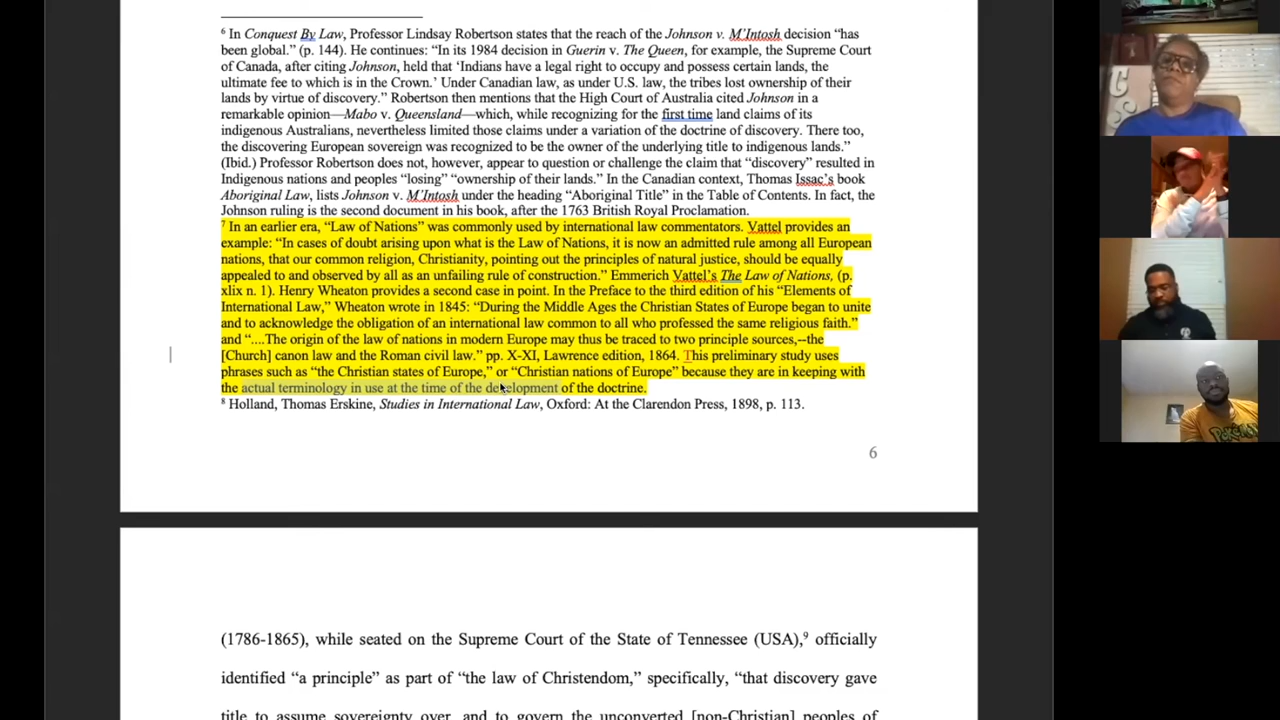 ⁶ In Conquest By Law, Professor Lindsay Robertson states that the reach of the Johnson v. M'Intosh decision “has
been global.” (p. 144). He continues: “In its 1984 decision in Guerin v. The Queen, for example, the Supreme Court
of Canada, after citing Johnson, held that ‘Indians have a legal right to occupy and possess certain lands, the
ultimate fee to which is in the Crown.’ Under Canadian law, as under U.S. law, the tribes lost ownership of their
lands by virtue of discovery.” Robertson then mentions that the High Court of Australia cited Johnson in a
remarkable opinion—Mabo v. Queensland—which, while recognizing for the first time land claims of its
indigenous Australians, nevertheless limited those claims under a variation of the doctrine of discovery. There too,
the discovering European sovereign was recognized to be the owner of the underlying title to indigenous lands.”
(Ibid.) Professor Robertson does not, however, appear to question or challenge the claim that “discovery” resulted in
Indigenous nations and peoples “losing” “ownership of their lands.” In the Canadian context, Thomas Issac’s book
Aboriginal Law, lists Johnson v. M'Intosh under the heading “Aboriginal Title” in the Table of Contents. In fact, the
Johnson ruling is the second document in his book, after the 1763 British Royal Proclamation.
⁷ In an earlier era, “Law of Nations” was commonly used by international law commentators. Vattel provides an
example: “In cases of doubt arising upon what is the Law of Nations, it is now an admitted rule among all European
nations, that our common religion, Christianity, pointing out the principles of natural justice, should be equally
appealed to and observed by all as an unfailing rule of construction.” Emmerich Vattel’s The Law of Nations, (p.
xlix n. 1). Henry Wheaton provides a second case in point. In the Preface to the third edition of his “Elements of
International Law,” Wheaton wrote in 1845: “During the Middle Ages the Christian States of Europe began to unite
and to acknowledge the obligation of an international law common to all who professed the same religious faith.”
and “....The origin of the law of nations in modern Europe may thus be traced to two principle sources,--the
[Church] canon law and the Roman civil law.” pp. X-XI, Lawrence edition, 1864. This preliminary study uses
phrases such as “the Christian states of Europe,” or “Christian nations of Europe” because they are in keeping with
the actual terminology in use at the time of the development of the doctrine.
⁸ Holland, Thomas Erskine, Studies in International Law, Oxford: At the Clarendon Press, 1898, p. 113.
6
(1786-1865), while seated on the Supreme Court of the State of Tennessee (USA),⁹ officially
identified “a principle” as part of “the law of Christendom,” specifically, “that discovery gave
title to assume sovereignty over, and to govern the unconverted [non-Christian] peoples of